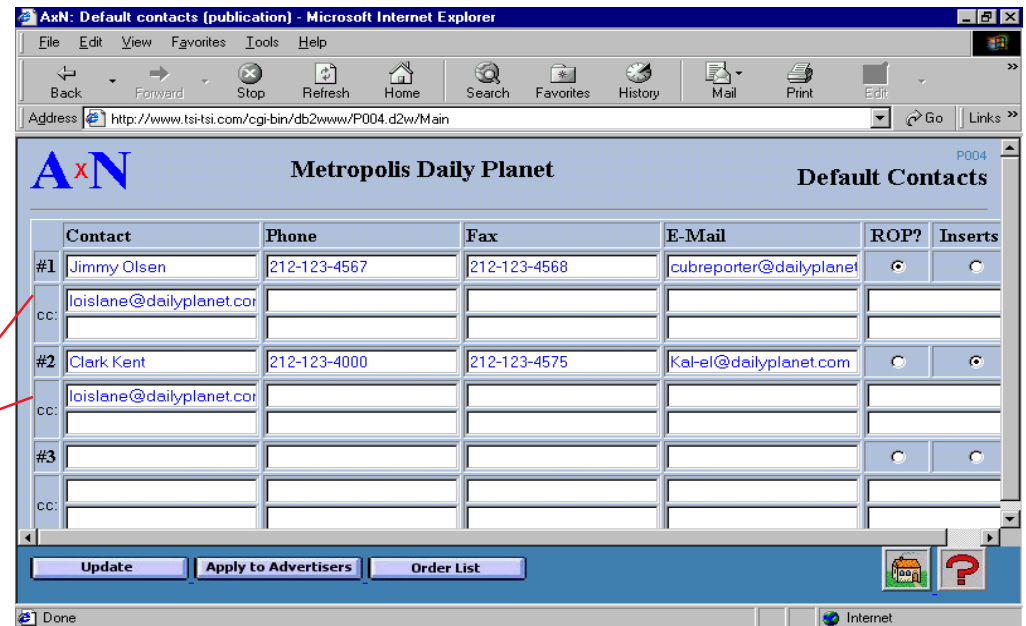 AxN: Default contacts (publication) - Microsoft Internet Explorer
File Edit View Favorites Tools Help
Back Forward Stop Refresh Home Search Favorites History Mail Print Edit »
Address http://www.tsi-tsi.com/cgi-bin/db2www/P004.d2w/Main Go Links »
AxN Metropolis Daily Planet P004
Default Contacts
Contact Phone Fax E-Mail ROP? Inserts
#1 Jimmy Olsen 212-123-4567 212-123-4568 cubreporter@dailyplanet
cc: loislane@dailyplanet.cor
#2 Clark Kent 212-123-4000 212-123-4575 Kal-el@dailyplanet.com
cc: loislane@dailyplanet.cor
#3
cc:
Update Apply to Advertisers Order List ?
Done Internet